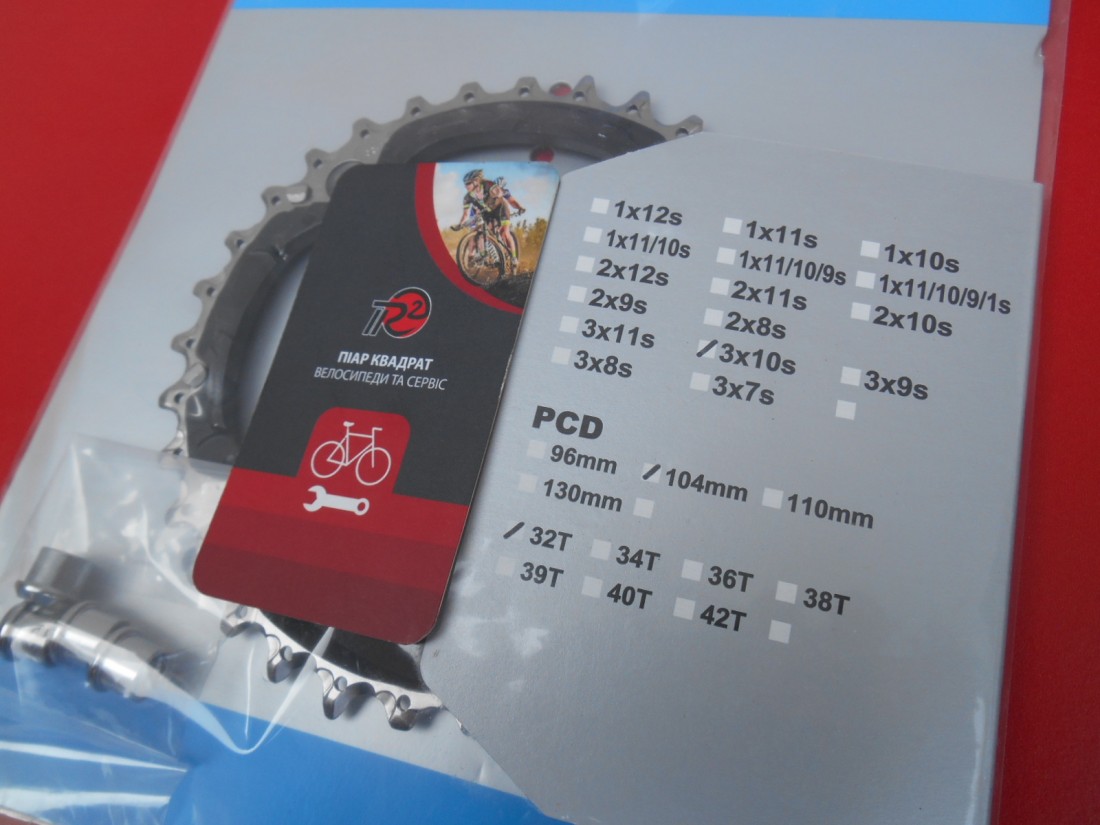 R2
ПІАР КВАДРАТ
ВЕЛОСИПЕДИ ТА СЕРВІС
1x12s 1x11s 1x10s
1x11/10s 1x11/10/9s 1x11/10/9/1s
2x12s 2x11s 2x10s
2x9s 2x8s
3x11s 3x10s 3x9s
3x8s 3x7s
PCD
96mm 104mm 110mm
130mm
32T 34T 36T 38T
39T 40T 42T